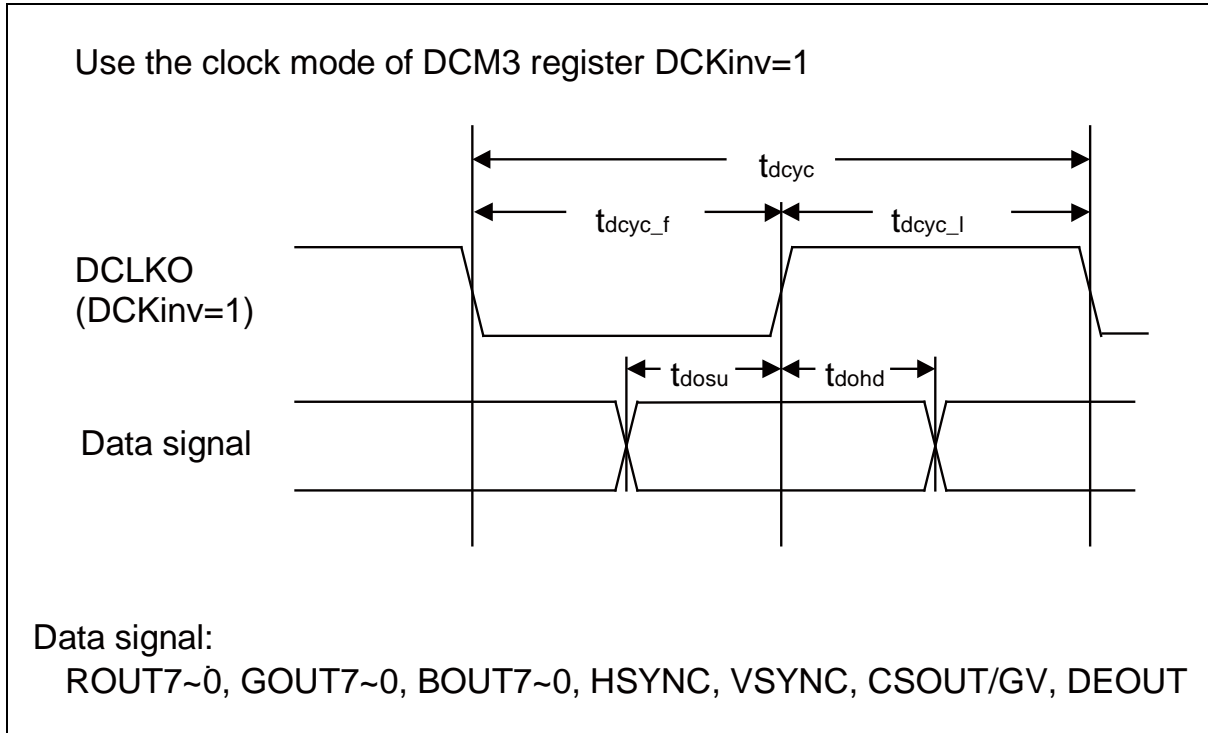 Use the clock mode of DCM3 register DCKinv=1
tdcyc
tdcyc_f
tdcyc_l
DCLKO
(DCKinv=1)
tdosu
tdohd
Data signal
Data signal:
ROUT7~0, GOUT7~0, BOUT7~0, HSYNC, VSYNC, CSOUT/GV, DEOUT